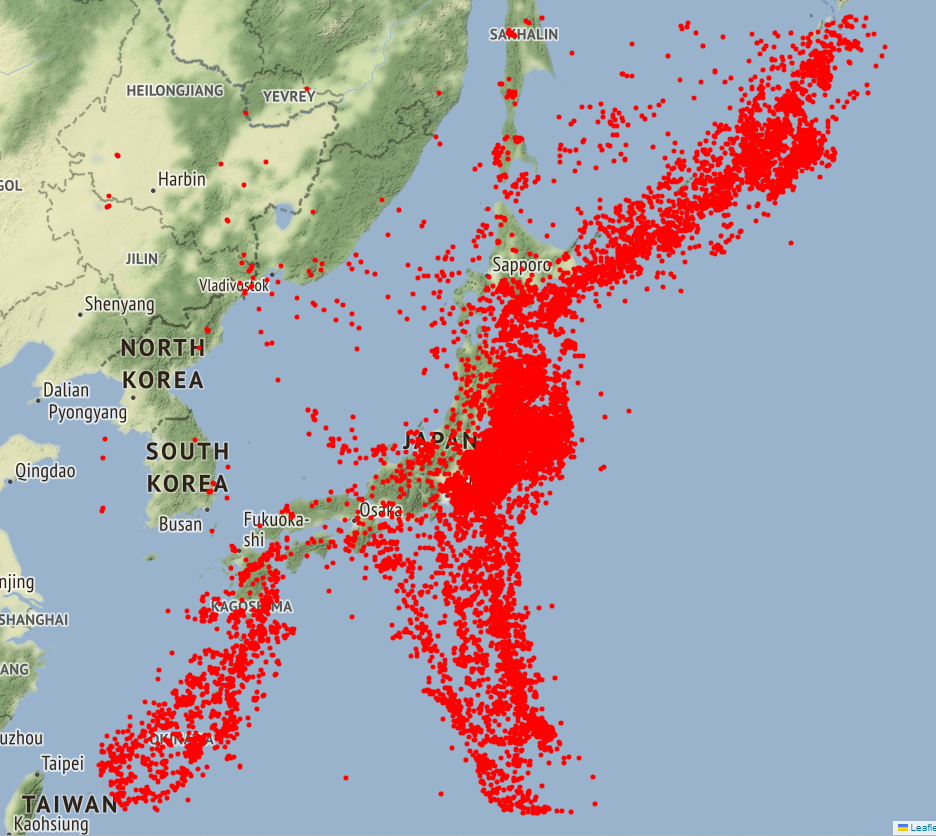 SAKHALIN
HEILONGJIANG
YEVREY
GOL
Harbin
JILIN
Sapporo
Vladivostok
Shenyang
NORTH
KOREA
Dalian
Pyongyang
JAPAN
SOUTH
KOREA
Qingdao
Osaka
Busan
Fukuoka-
shi
njing
KAGOSHIMA
SHANGHAI
ANG
OKINAWA
uzhou
Taipei
TAIWAN
Kaohsiung
Leafle